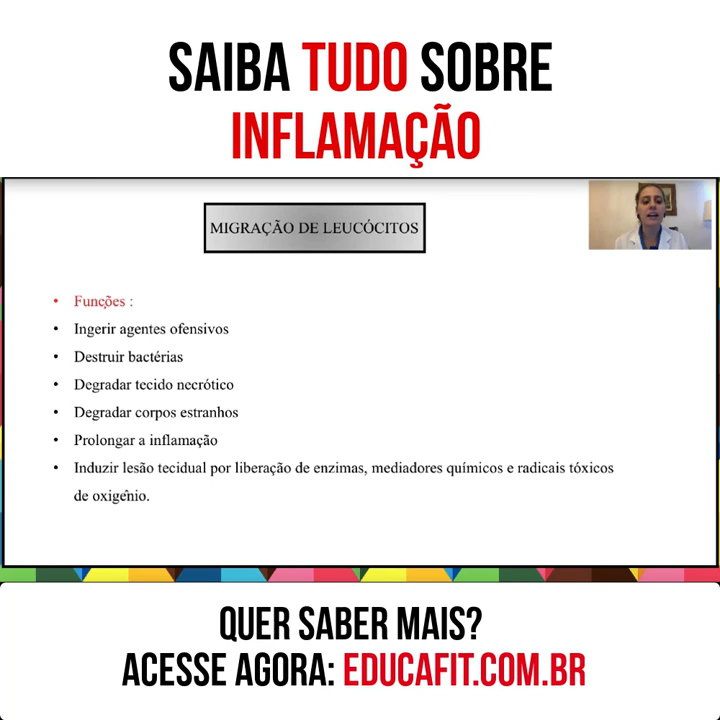 SAIBA TUDO SOBRE
INFLAMAÇÃO
MIGRAÇÃO DE LEUCÓCITOS
• Funções :
• Ingerir agentes ofensivos
• Destruir bactérias
• Degradar tecido necrótico
• Degradar corpos estranhos
• Prolongar a inflamação
• Induzir lesão tecidual por liberação de enzimas, mediadores químicos e radicais tóxicos
de oxigênio.
QUER SABER MAIS?
ACESSE AGORA: EDUCAFIT.COM.BR